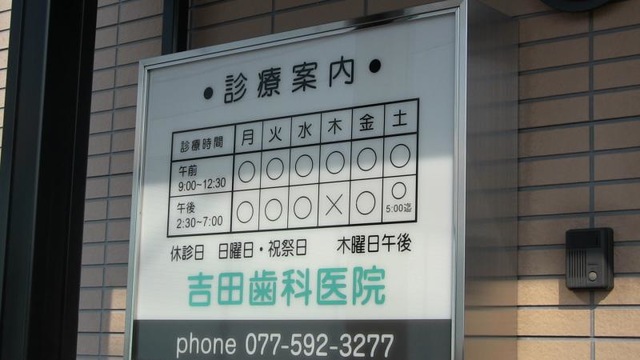 ●診療案内●
診療時間 月 火 水 木 金 土
午前
9:00~12:30 ○ ○ ○ ○ ○ ○
午後
2:30~7:00 ○ ○ ○ × ○ ○
5:00迄
休診日 日曜日・祝祭日 木曜日午後
吉田歯科医院
phone 077-592-3277